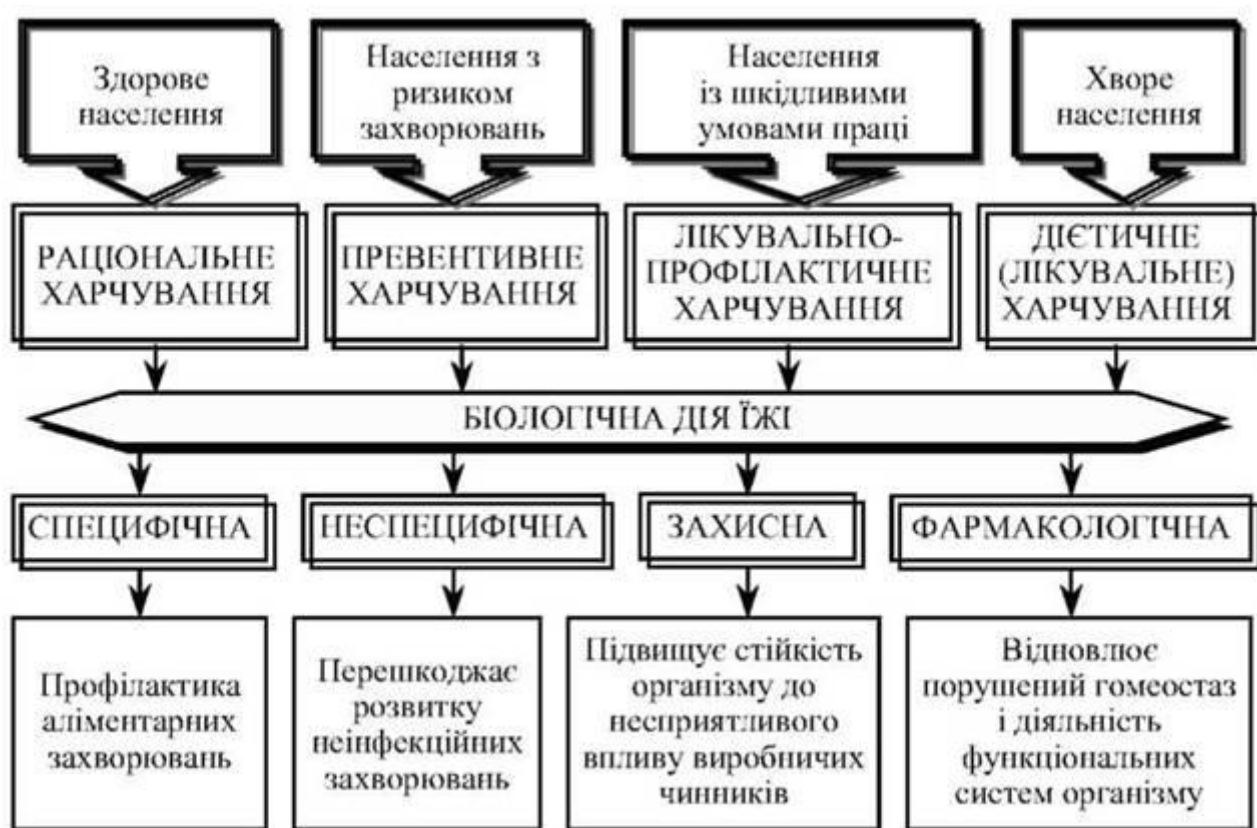 Здорове
населення
Населення з
ризиком
захворювань
Населення
із шкідливими
умовами праці
Хворе
населення
РАЦІОНАЛЬНЕ
ХАРЧУВАННЯ
ПРЕВЕНТИВНЕ
ХАРЧУВАННЯ
ЛІКУВАЛЬНО-
ПРОФІЛАКТИЧНЕ
ХАРЧУВАННЯ
ДІЄТИЧНЕ
(ЛІКУВАЛЬНЕ)
ХАРЧУВАННЯ
БІОЛОГІЧНА ДІЯ ЇЖІ
СПЕЦИФІЧНА
НЕСПЕЦИФІЧНА
ЗАХИСНА
ФАРМАКОЛОГІЧНА
Профілактика
аліментарних
захворювань
Перешкоджає
розвитку
неінфекційних
захворювань
Підвищує стійкість
організму до
несприятливого
впливу виробничих
чинників
Відновлює
порушений гомеостаз
і діяльність
функціональних
систем організму